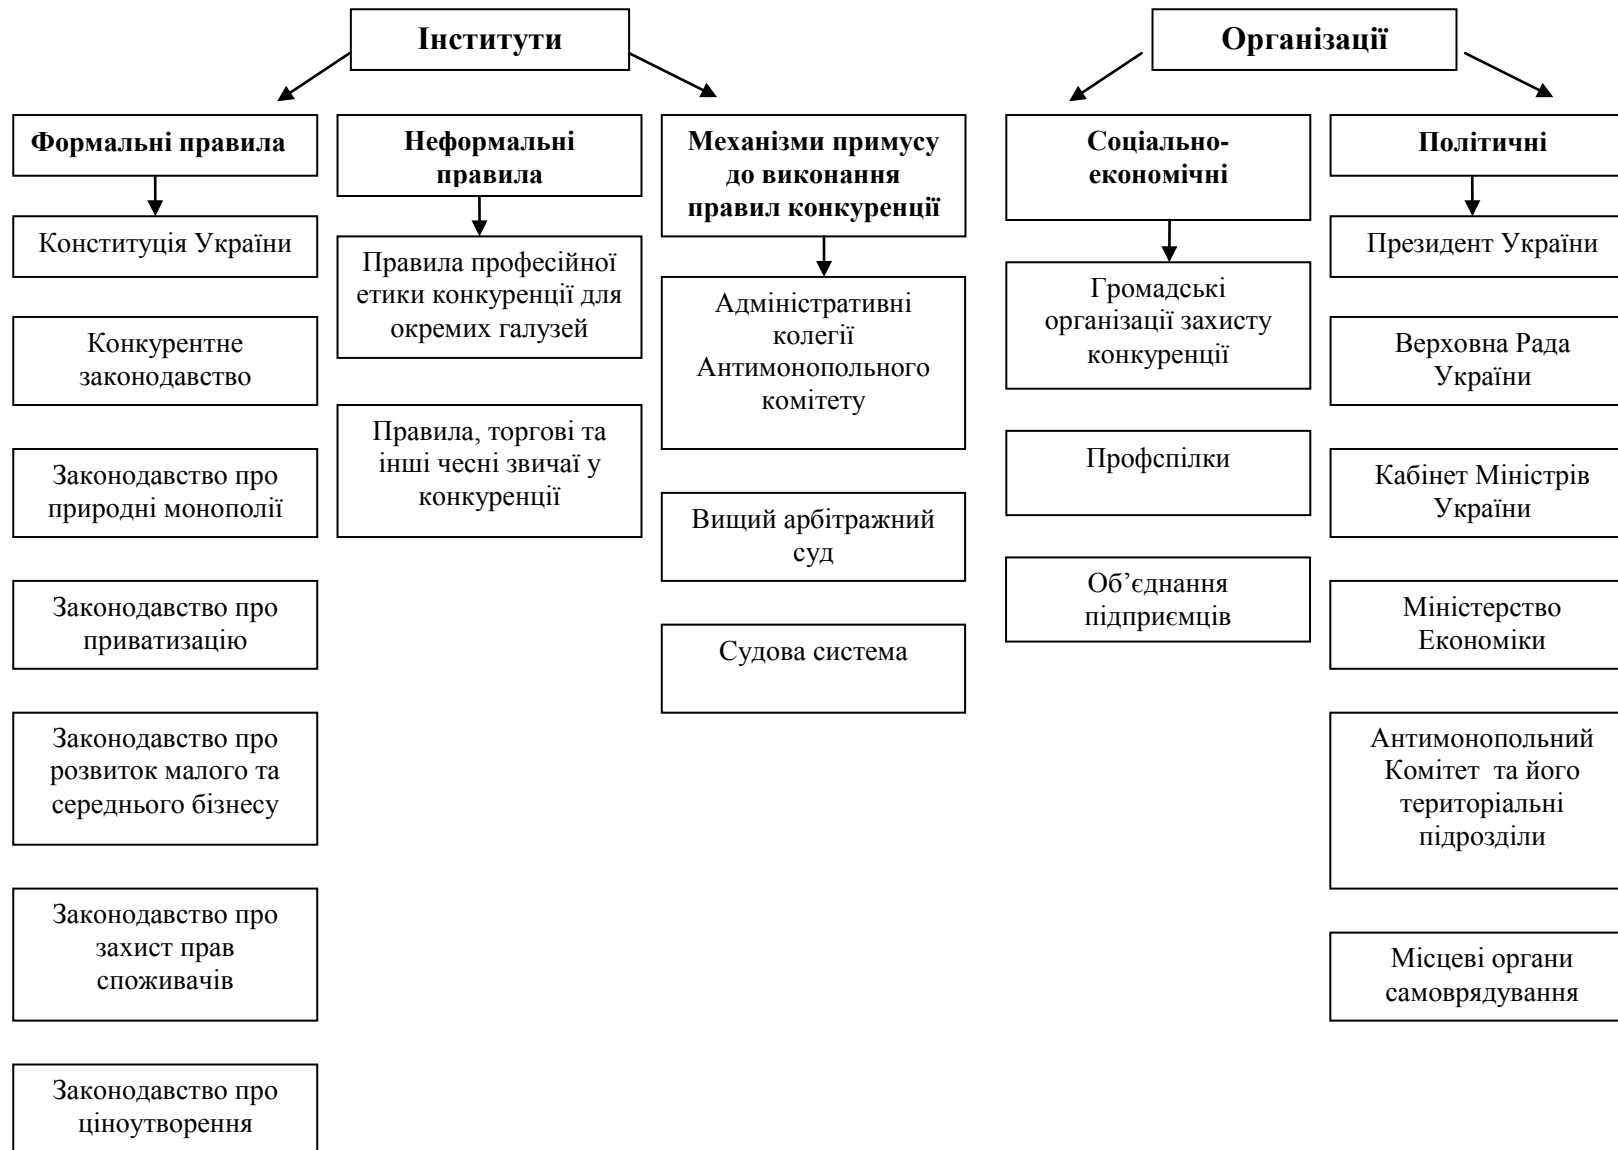 Інститути
Організації
Формальні правила
Неформальні
правила
Механізми примусу
до виконання
правил конкуренції
Соціально-
економічні
Політичні
Конституція України
Конкурентне
законодавство
Законодавство про
природні монополії
Законодавство про
приватизацію
Законодавство про
розвиток малого та
середнього бізнесу
Законодавство про
захист прав
споживачів
Законодавство про
ціноутворення
Правила професійної
етики конкуренції для
окремих галузей
Правила, торгові та
інші чесні звичаї у
конкуренції
Адміністративні
колегії
Антимонопольного
комітету
Вищий арбітражний
суд
Судова система
Громадські
організації захисту
конкуренції
Профспілки
Об’єднання
підприємців
Президент України
Верховна Рада
України
Кабінет Міністрів
України
Міністерство
Економіки
Антимонопольний
Комітет та його
територіальні
підрозділи
Місцеві органи
самоврядування